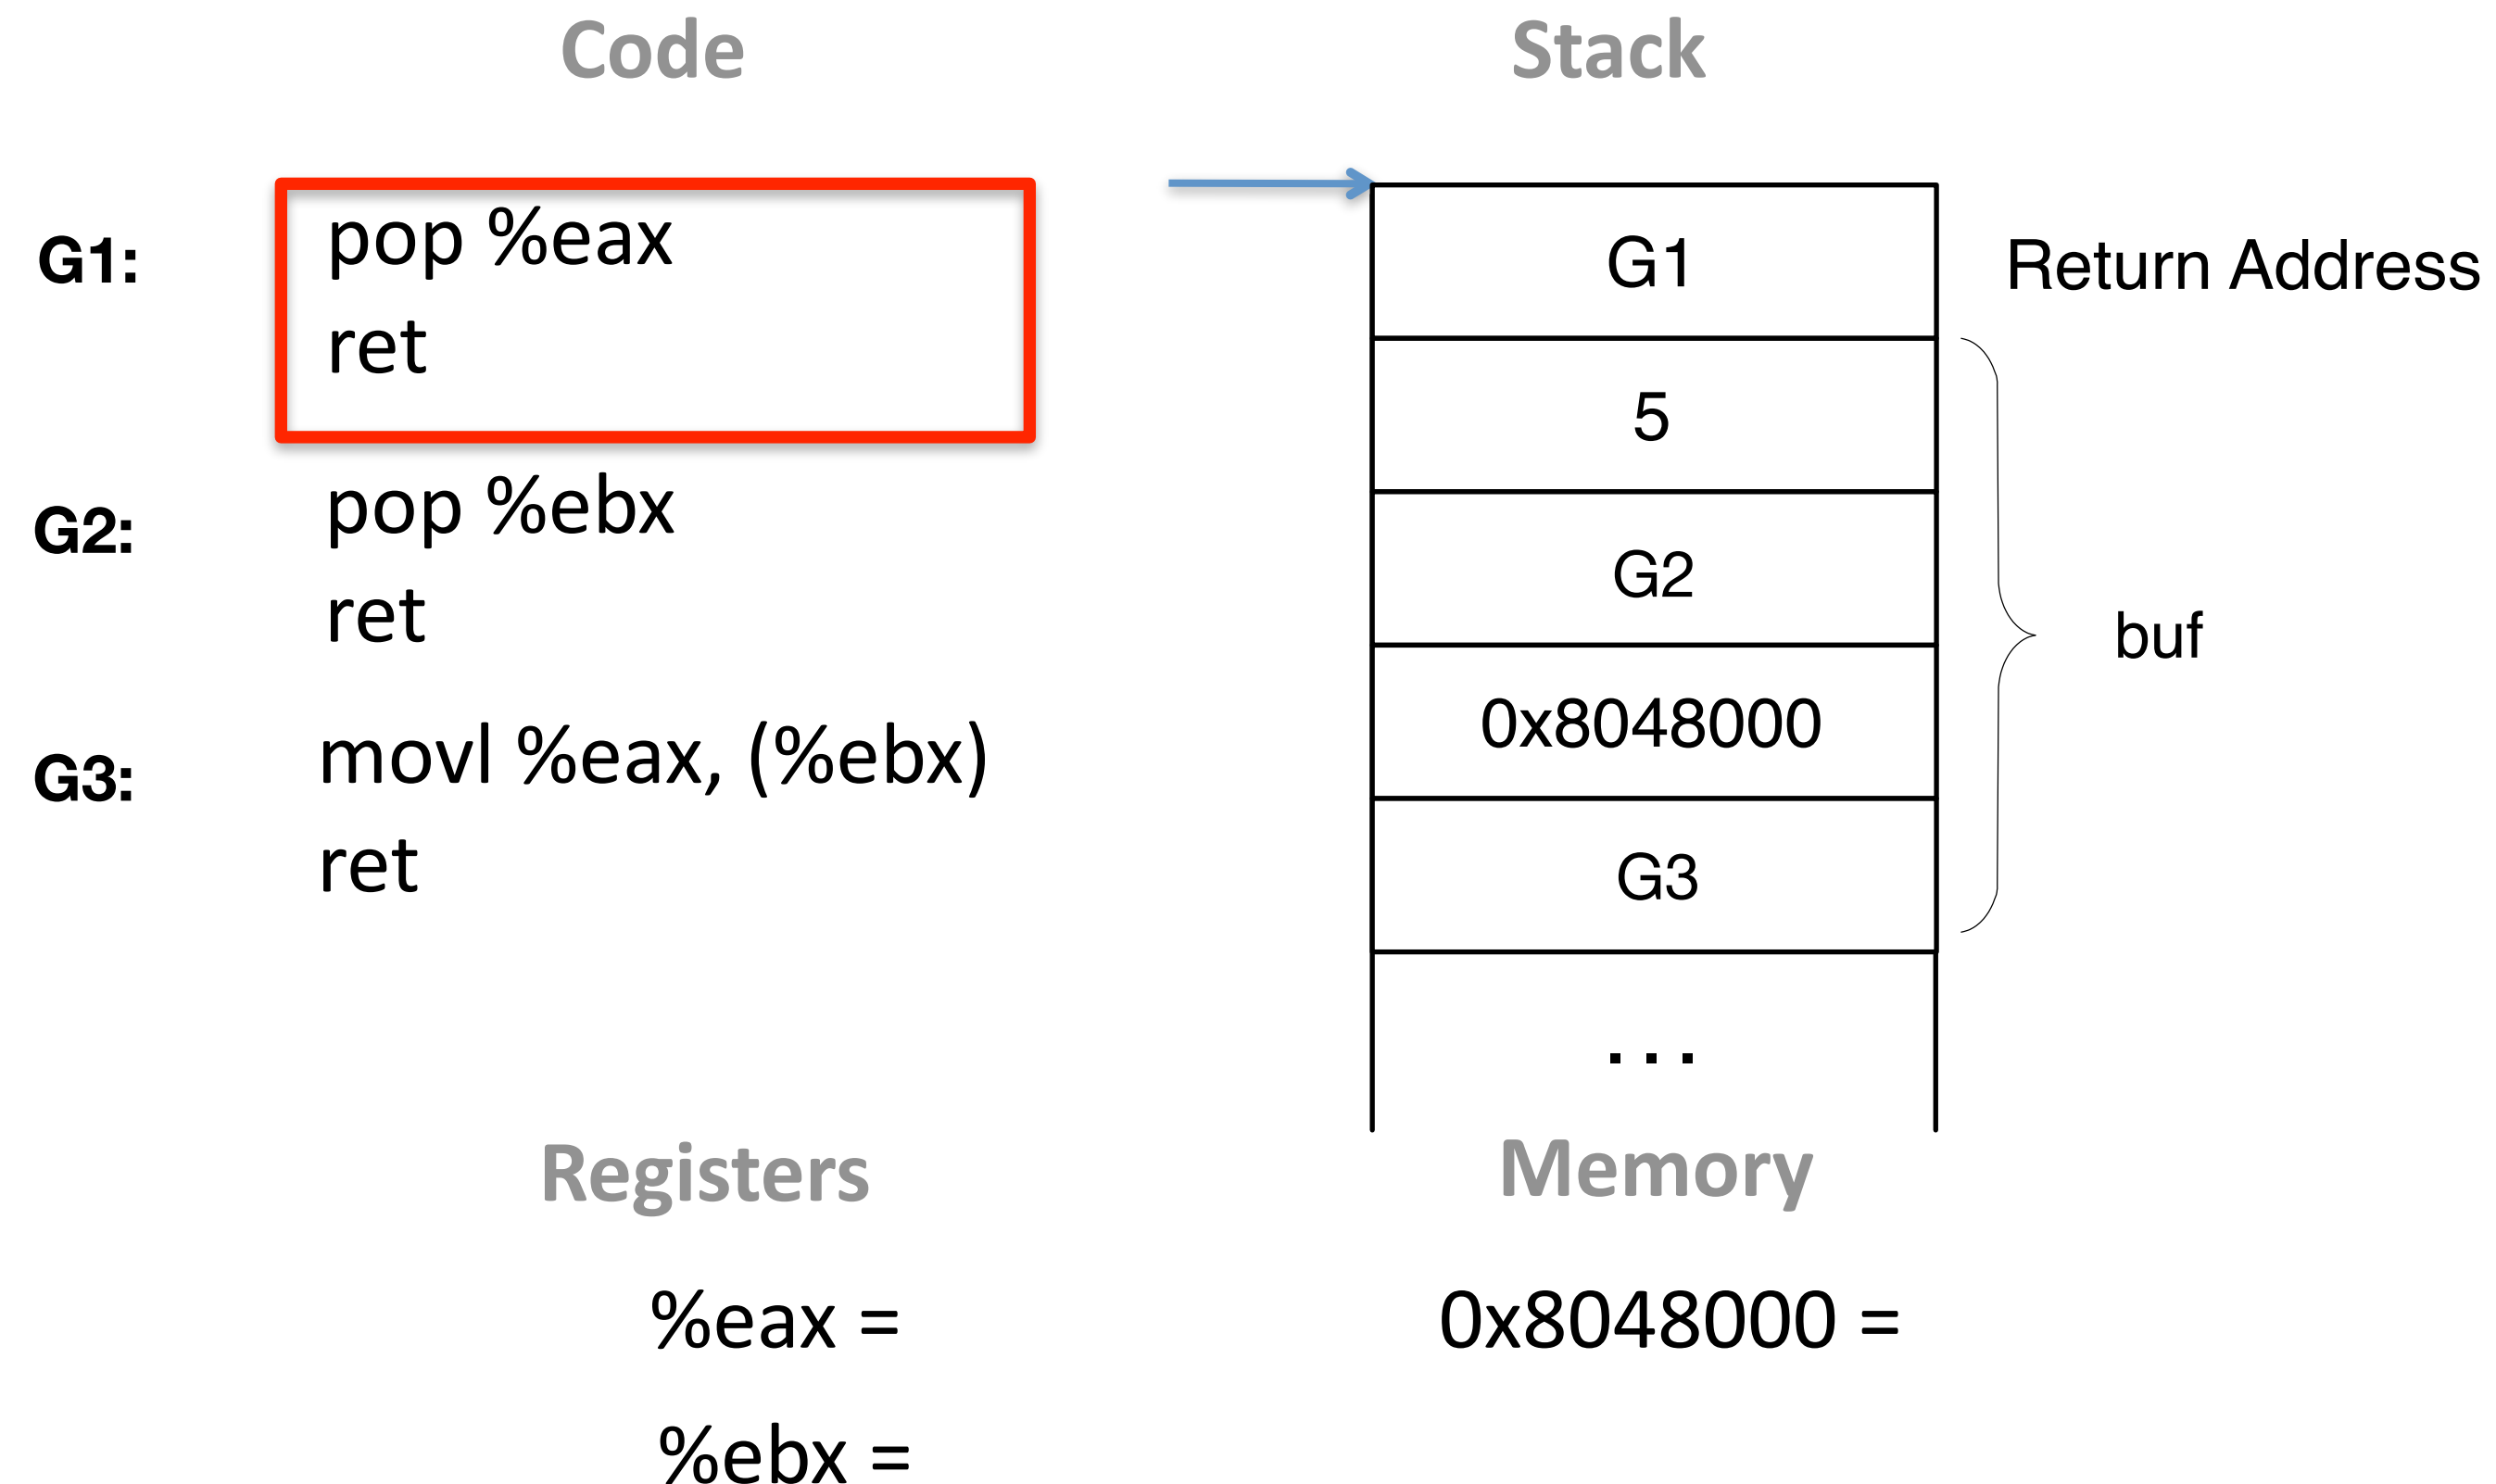 Code
G1:
pop %eax
ret
G2:
pop %ebx
ret
G3:
movl %eax, (%ebx)
ret
Stack
G1
Return Address
5
G2
0x8048000
G3
...
buf
Registers
%eax =
%ebx =
Memory
0x8048000 =